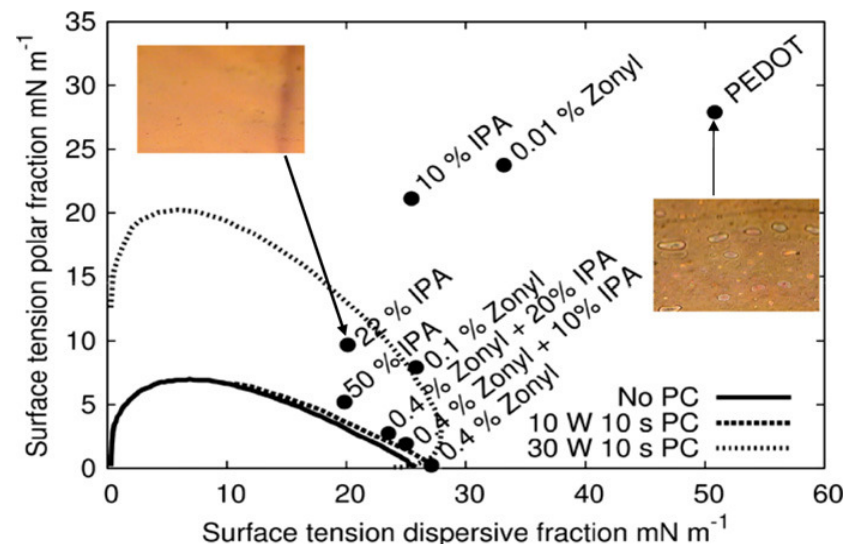 Surface tension polar fraction mN m⁻¹
35
30
25
20
15
10
5
0
0
10
20
30
40
50
60
Surface tension dispersive fraction mN m⁻¹
PEDOT
0.01 % Zonyl
10 % IPA
22 % IPA
50 % IPA
0.1 % Zonyl
0.4 % Zonyl + 20% IPA
0.4 % Zonyl + 10% IPA
0.4 % Zonyl
No PC
10 W 10 s PC
30 W 10 s PC